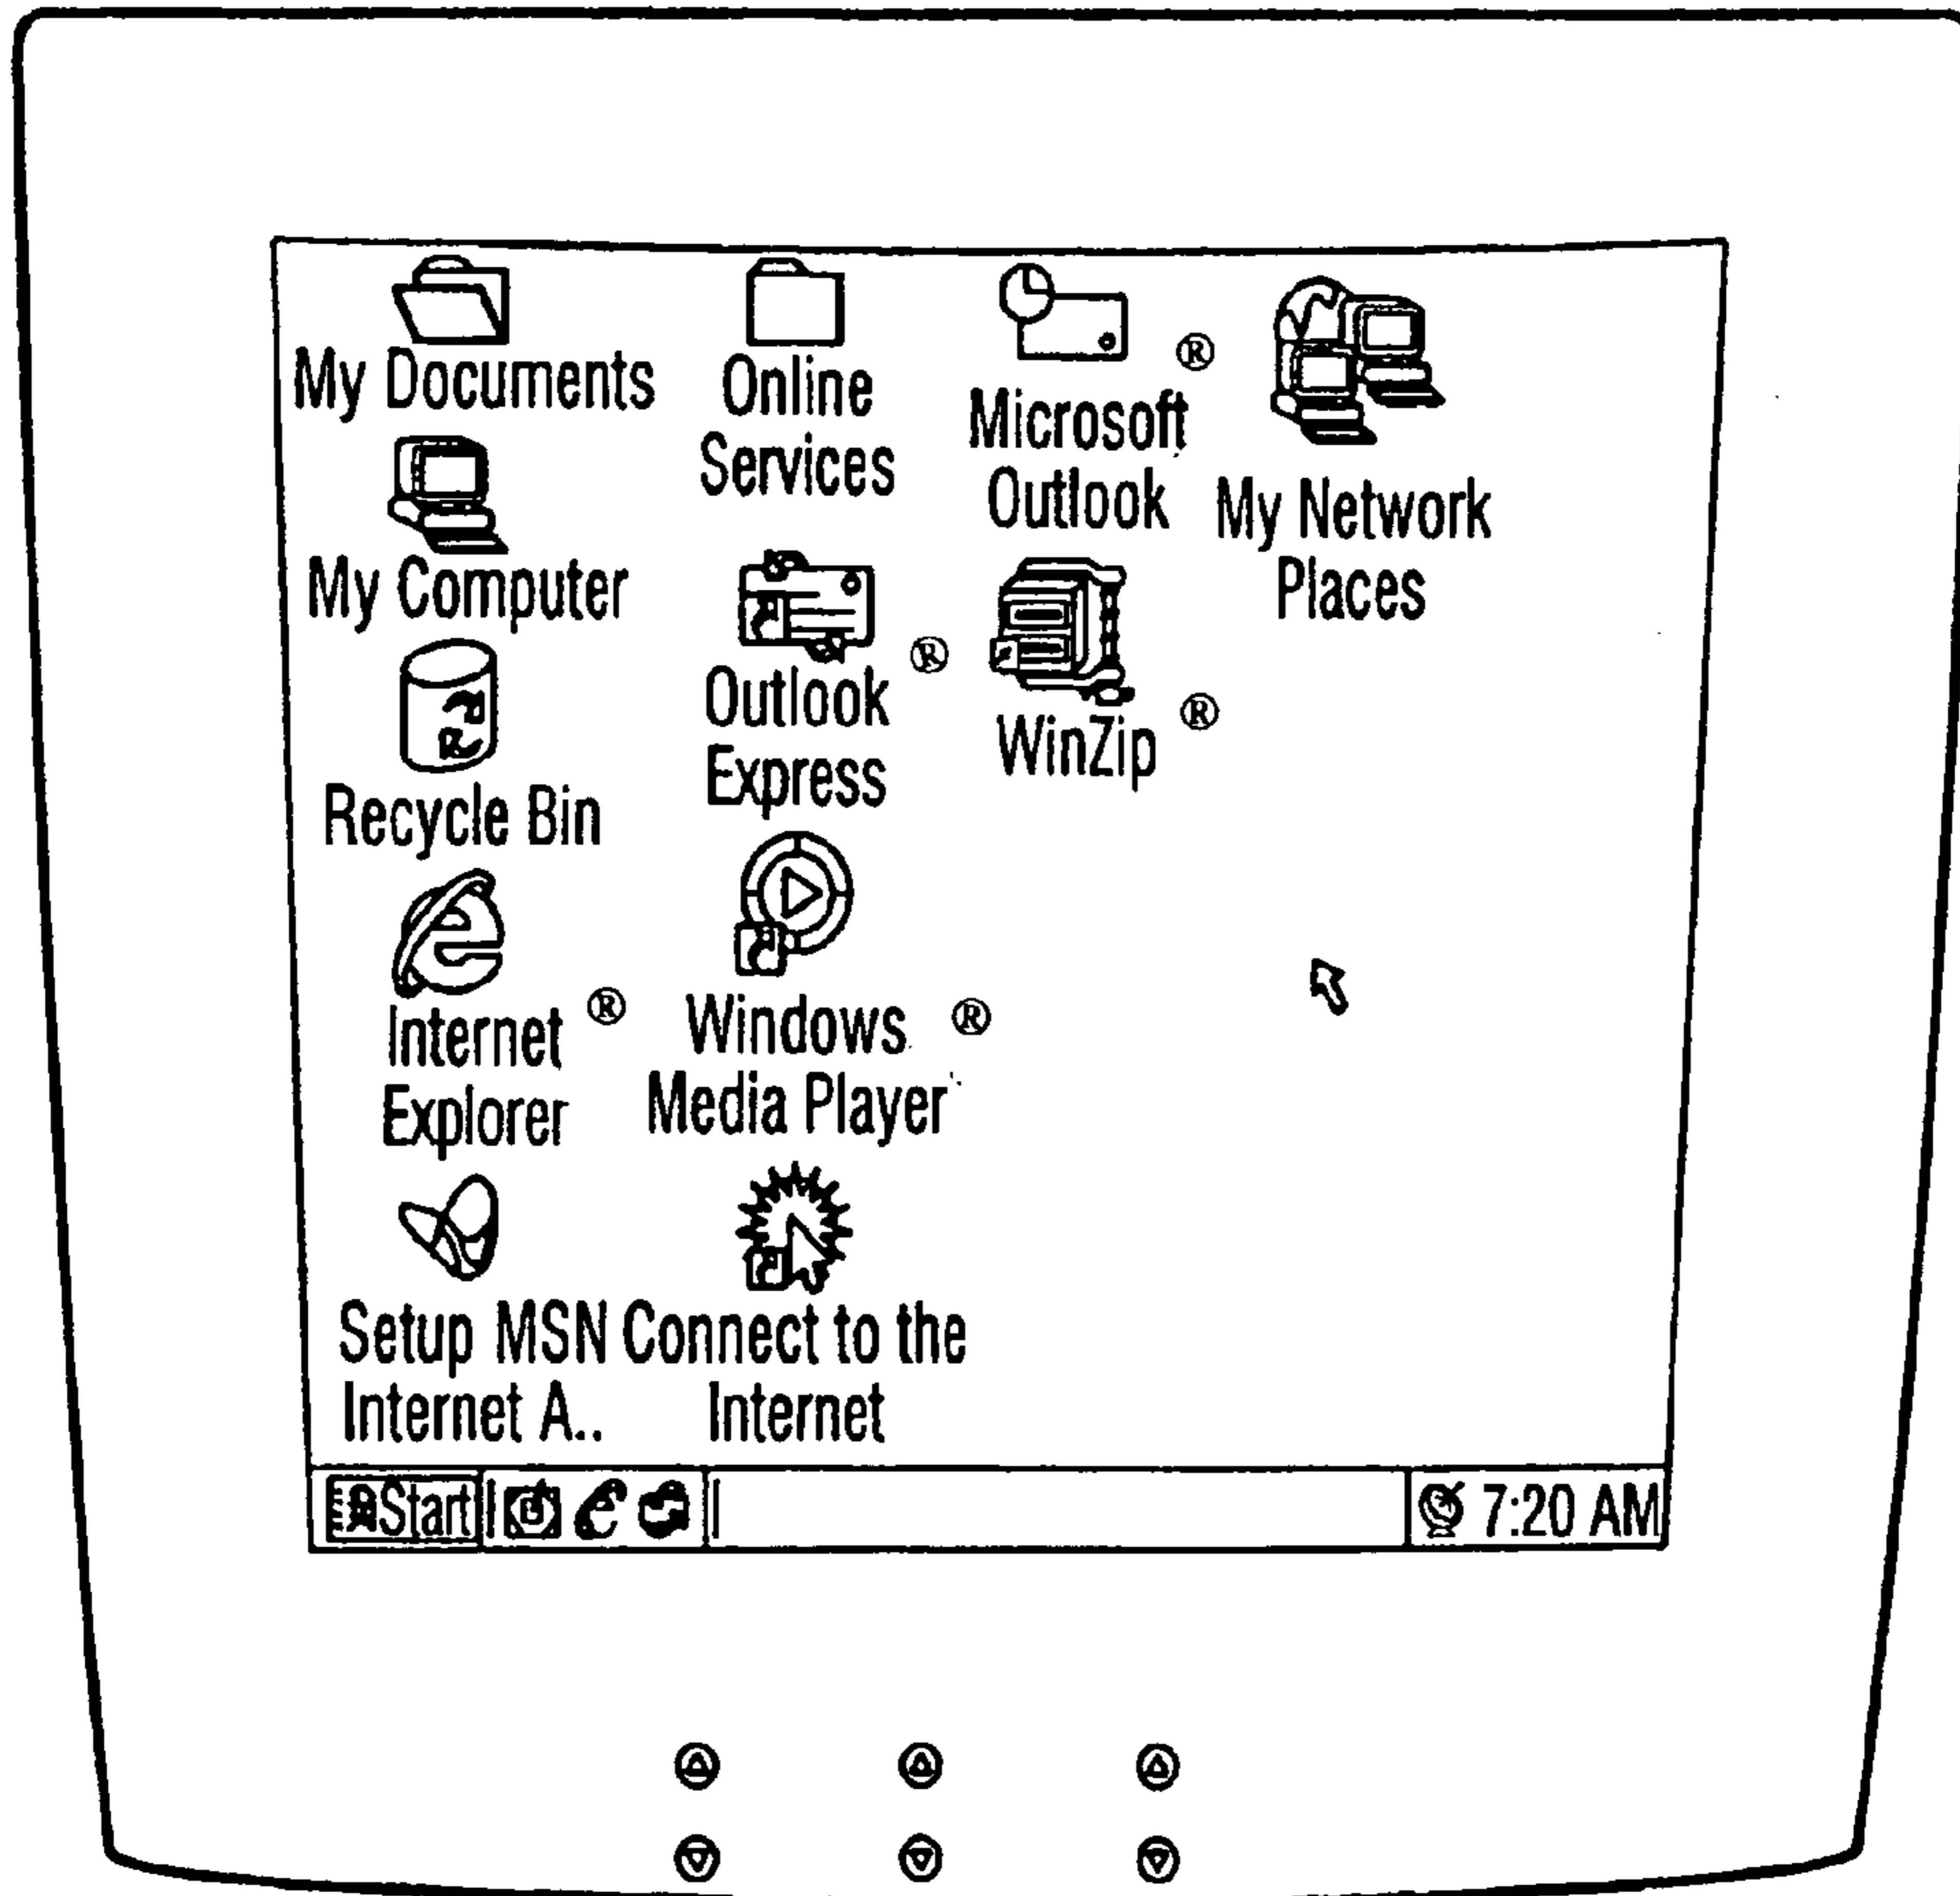 My Documents
My Computer
Recycle Bin
Internet ®
Explorer
Setup MSN
Internet A..
Online
Services
Outlook ®
Express
Windows ®
Media Player
Connect to the
Internet
®
Microsoft
Outlook
WinZip ®
My Network
Places
Start
7:20 AM